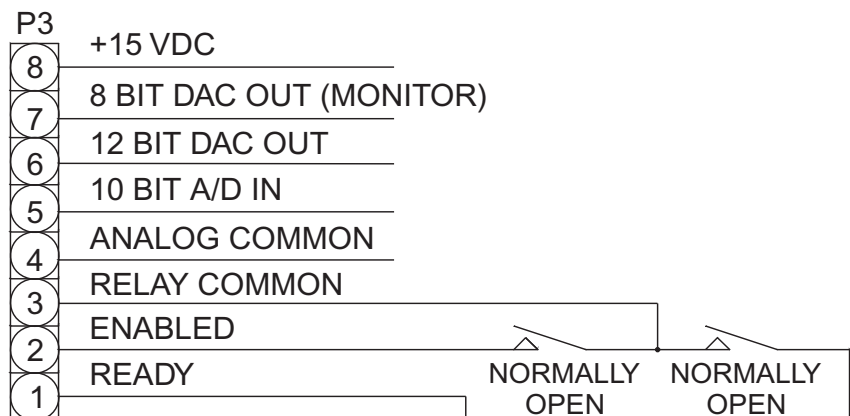 P3
8 +15 VDC
7 8 BIT DAC OUT (MONITOR)
6 12 BIT DAC OUT
5 10 BIT A/D IN
4 ANALOG COMMON
3 RELAY COMMON
2 ENABLED
1 READY
NORMALLY OPEN
NORMALLY OPEN